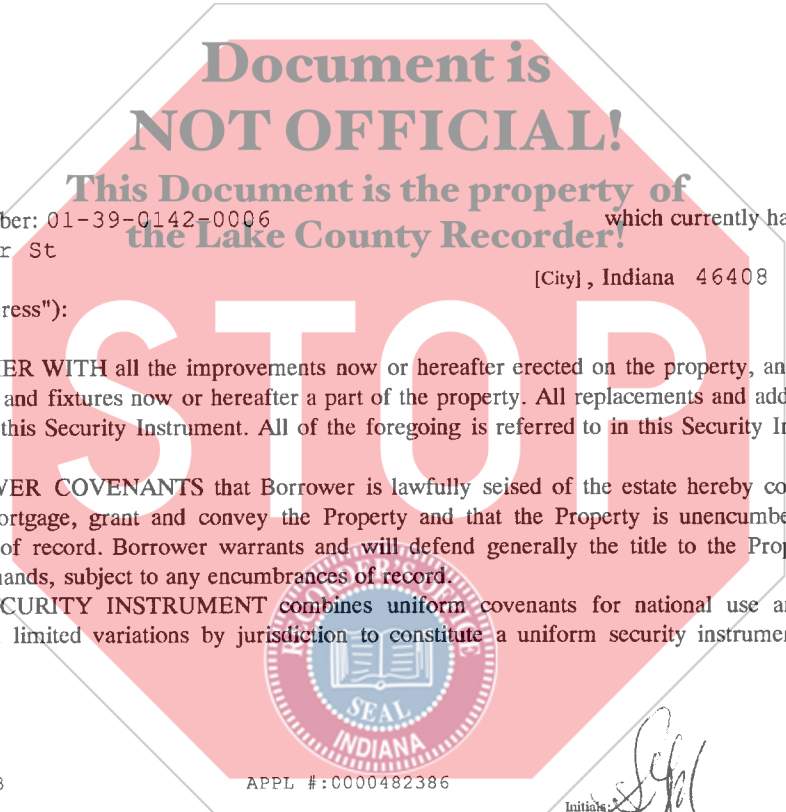 Document is
NOT OFFICIAL!
This Document is the property of
the Lake County Recorder!
ber: 01-39-0142-0006 which currently ha
r St
[City] , Indiana 46408
ress"):
STOP
ER WITH all the improvements now or hereafter erected on the property, an
and fixtures now or hereafter a part of the property. All replacements and add
this Security Instrument. All of the foregoing is referred to in this Security I
WER COVENANTS that Borrower is lawfully seised of the estate hereby co
ortgage, grant and convey the Property and that the Property is unencumbe
of record. Borrower warrants and will defend generally the title to the Prop
ands, subject to any encumbrances of record.
CURITY INSTRUMENT combines uniform covenants for national use a
limited variations by jurisdiction to constitute a uniform security instrume
RECORDER'S OFFICE
SEAL
INDIANA
APPL #:0000482386
Initials: